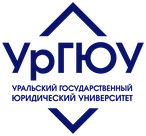 УрГЮУ
УРАЛЬСКИЙ ГОСУДАРСТВЕННЫЙ
ЮРИДИЧЕСКИЙ УНИВЕРСИТЕТ